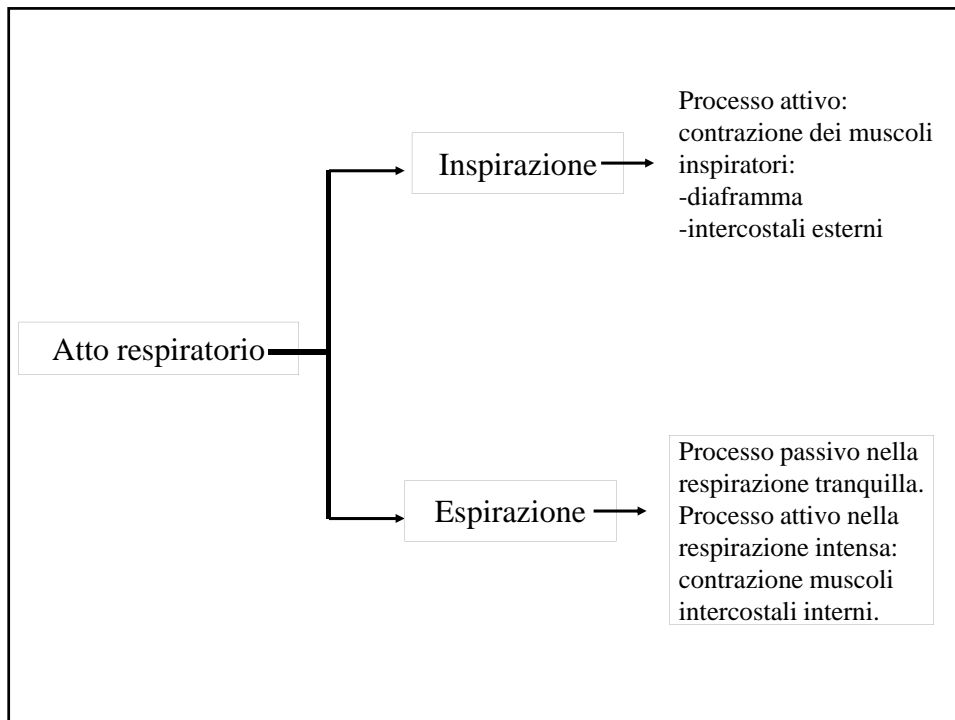 Atto respiratorio
Inspirazione
Processo attivo:
contrazione dei muscoli
inspiratori:
-diaframma
-intercostali esterni
Espirazione
Processo passivo nella
respirazione tranquilla.
Processo attivo nella
respirazione intensa:
contrazione muscoli
intercostali interni.